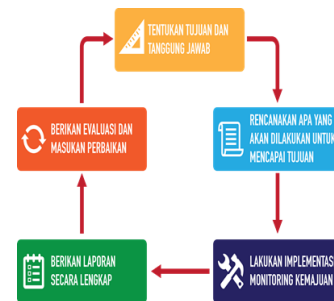 TENTUKAN TUJUAN DAN
TANGGUNG JAWAB
RENCANAKAN APA YANG
AKAN DILAKUKAN UNTUK
MENCAPAI TUJUAN
LAKUKAN IMPLEMENTAS
MONITORING KEMAJUAN
BERIKAN LAPORAN
SECARA LENGKAP
BERIKAN EVALUASI DAN
MASUKAN PERBAIKAN